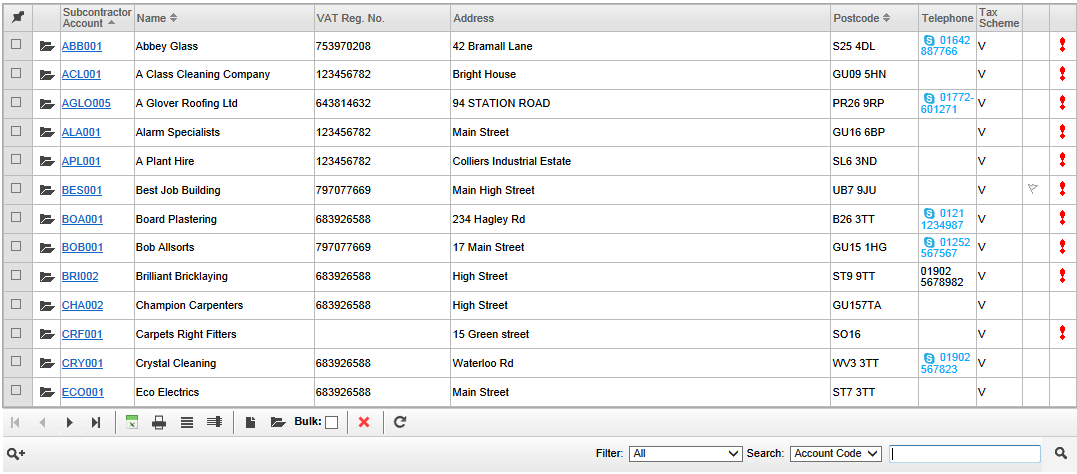 Subcontractor Account Name VAT Reg. No. Address Postcode Telephone Tax Scheme
ABB001 Abbey Glass 753970208 42 Bramall Lane S25 4DL 01642 887766 V
ACL001 A Class Cleaning Company 123456782 Bright House GU09 5HN V
AGLO005 A Glover Roofing Ltd 643814632 94 STATION ROAD PR26 9RP 01772-601271 V
ALA001 Alarm Specialists 123456782 Main Street GU16 6BP V
APL001 A Plant Hire 123456782 Colliers Industrial Estate SL6 3ND V
BES001 Best Job Building 797077669 Main High Street UB7 9JU V
BOA001 Board Plastering 683926588 234 Hagley Rd B26 3TT 0121 1234987 V
BOB001 Bob Allsorts 797077669 17 Main Street GU15 1HG 01252 567567 V
BRI002 Brilliant Bricklaying 683926588 High Street ST9 9TT 01902 5678982 V
CHA002 Champion Carpenters 683926588 High Street GU157TA V
CRF001 Carpets Right Fitters 15 Green street SO16 V
CRY001 Crystal Cleaning 683926588 Waterloo Rd WV3 3TT 01902 567823 V
ECO001 Eco Electrics 683926588 Main Street ST7 3TT V
Bulk:
Filter: All Search: Account Code